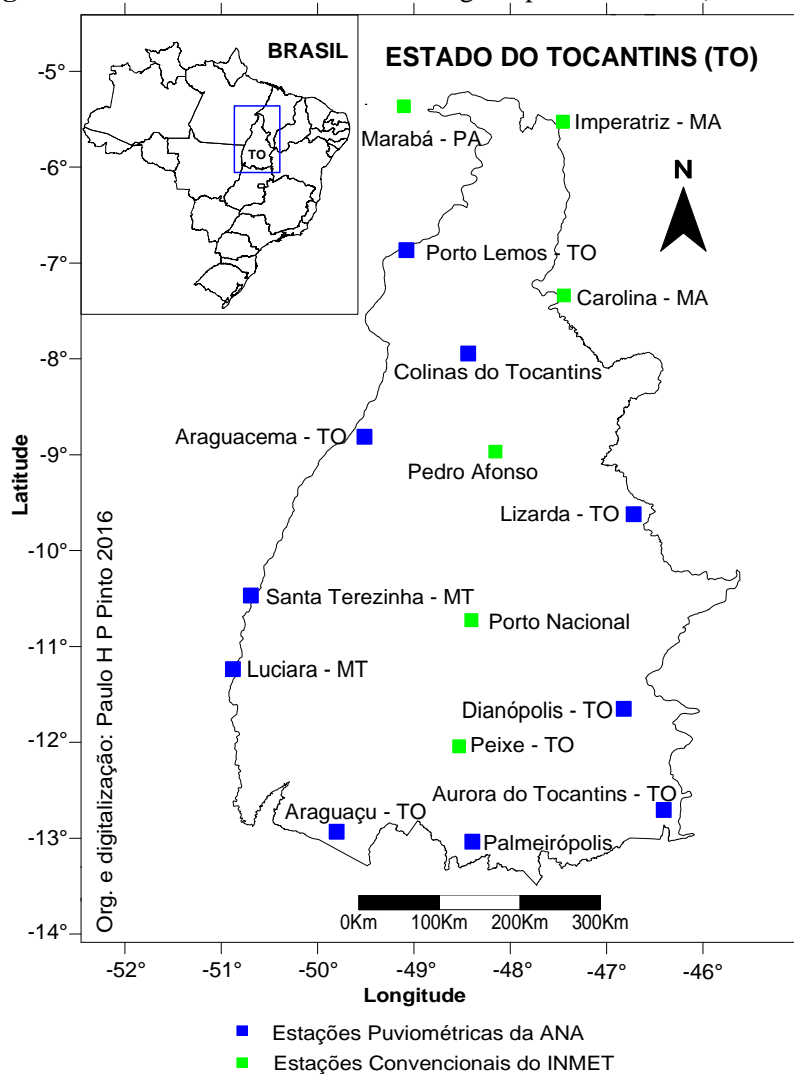 BRASIL
TO
ESTADO DO TOCANTINS (TO)
Marabá - PA
Imperatriz - MA
N
Porto Lemos - TO
Carolina - MA
Colinas do Tocantins
Araguacema - TO
Pedro Afonso
Lizarda - TO
Santa Terezinha - MT
Porto Nacional
Luciara - MT
Dianópolis - TO
Peixe - TO
Aurora do Tocantins - TO
Araguaçu - TO
Palmeirópolis
0Km 100Km 200Km 300Km
Org. e digitalização: Paulo H P Pinto 2016
Latitude
-5°
-6°
-7°
-8°
-9°
-10°
-11°
-12°
-13°
-14°
-52° -51° -50° -49° -48° -47° -46°
Longitude
Estações Puviométricas da ANA
Estações Convencionais do INMET